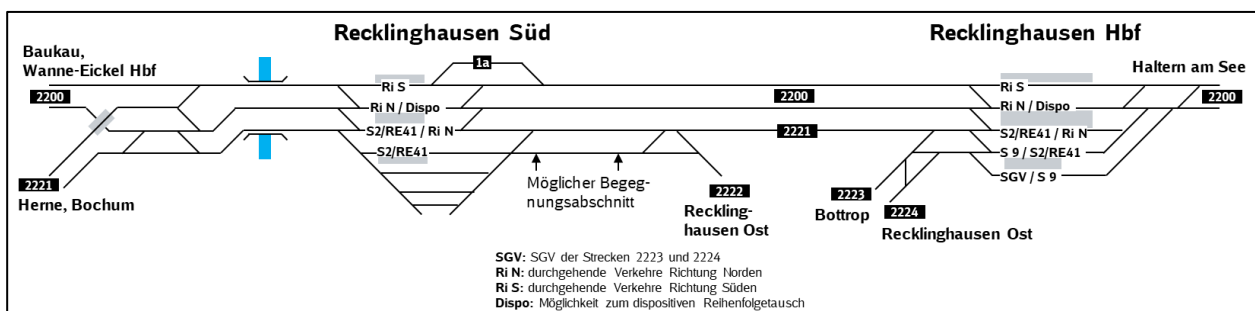 Recklinghausen Süd
Recklinghausen Hbf
Baukau,
Wanne-Eickel Hbf
Haltern am See
1a
Ri S
Ri S
2200
Ri N / Dispo
2200
Ri N / Dispo
2200
S2/RE41 / Ri N
2221
S2/RE41 / Ri N
S2/RE41
S 9 / S2/RE41
SGV / S 9
2221
Herne, Bochum
Möglicher Begeg-
nungsabschnitt
2222
Reckling-
hausen Ost
2223
Bottrop
2224
Recklinghausen Ost
SGV: SGV der Strecken 2223 und 2224
Ri N: durchgehende Verkehre Richtung Norden
Ri S: durchgehende Verkehre Richtung Süden
Dispo: Möglichkeit zum dispositiven Reihenfolgetausch